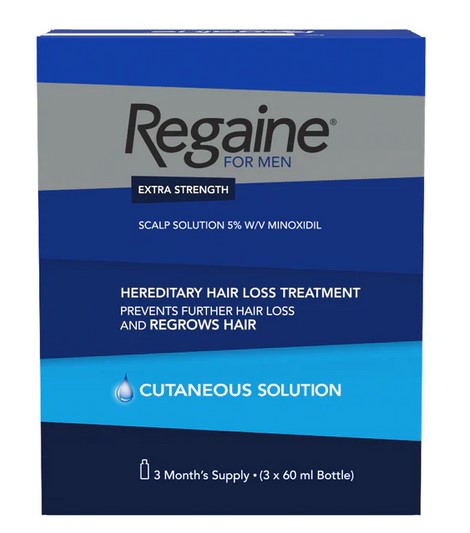 Regaine®
FOR MEN
EXTRA STRENGTH
SCALP SOLUTION 5% W/V MINOXIDIL
HEREDITARY HAIR LOSS TREATMENT
PREVENTS FURTHER HAIR LOSS
AND REGROWS HAIR
CUTANEOUS SOLUTION
3 Month's Supply • (3 x 60 ml Bottle)